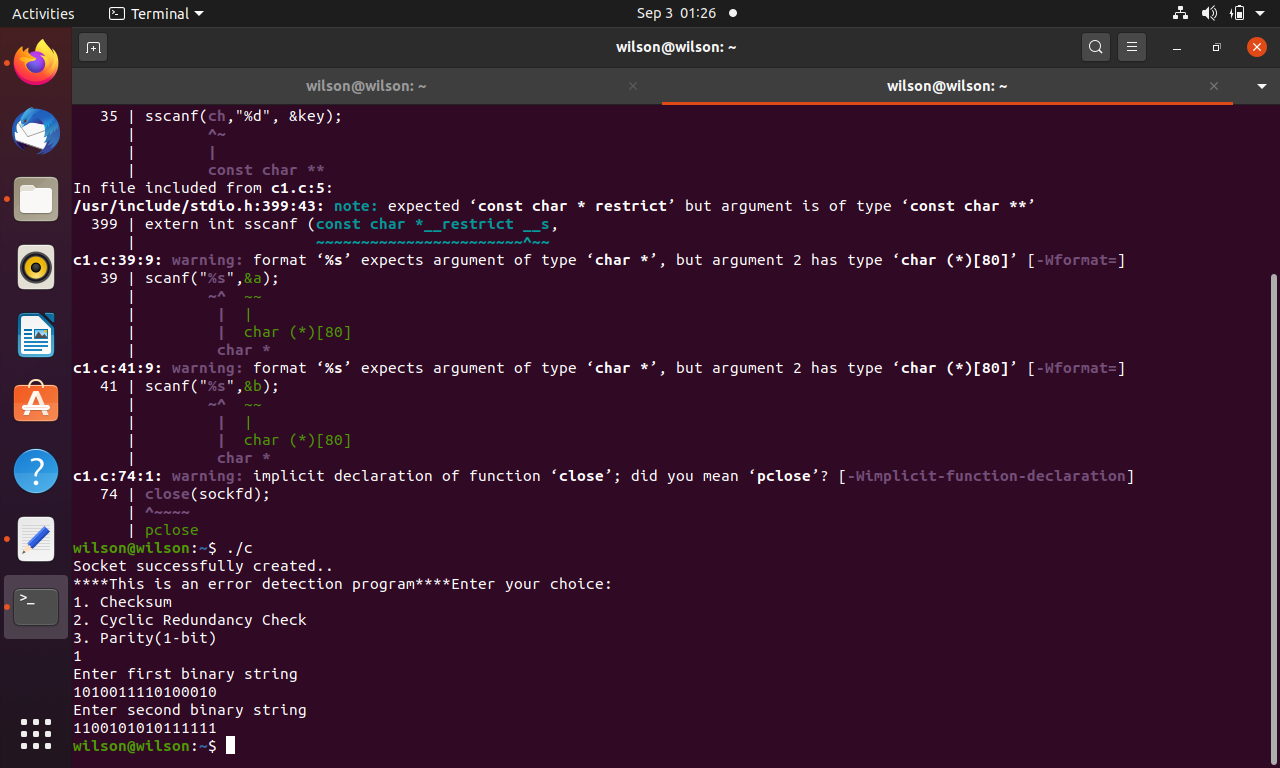 Activities
Terminal
Sep 3 01:26
wilson@wilson: ~
wilson@wilson: ~
wilson@wilson: ~
   35 | sscanf(ch,"%d", &key);
      |        ^~
      |        |
      |        const char **
In file included from c1.c:5:
/usr/include/stdio.h:399:43: note: expected ‘const char * restrict’ but argument is of type ‘const char **’
  399 | extern int sscanf (const char *__restrict __s,
      |                    ~~~~~~~~~~~~~~~~~~~~~~~^~~
c1.c:39:9: warning: format ‘%s’ expects argument of type ‘char *’, but argument 2 has type ‘char (*)[80]’ [-Wformat=]
   39 | scanf("%s",&a);
      |        ~^  ~~
      |         |  |
      |         |  char (*)[80]
      |         char *
c1.c:41:9: warning: format ‘%s’ expects argument of type ‘char *’, but argument 2 has type ‘char (*)[80]’ [-Wformat=]
   41 | scanf("%s",&b);
      |        ~^  ~~
      |         |  |
      |         |  char (*)[80]
      |         char *
c1.c:74:1: warning: implicit declaration of function ‘close’; did you mean ‘pclose’? [-Wimplicit-function-declaration]
   74 | close(sockfd);
      | ^~~~~
      | pclose
wilson@wilson:~$ ./c
Socket successfully created..
****This is an error detection program****Enter your choice:
1. Checksum
2. Cyclic Redundancy Check
3. Parity(1-bit)
1
Enter first binary string
1010011110100010
Enter second binary string
1100101010111111
wilson@wilson:~$